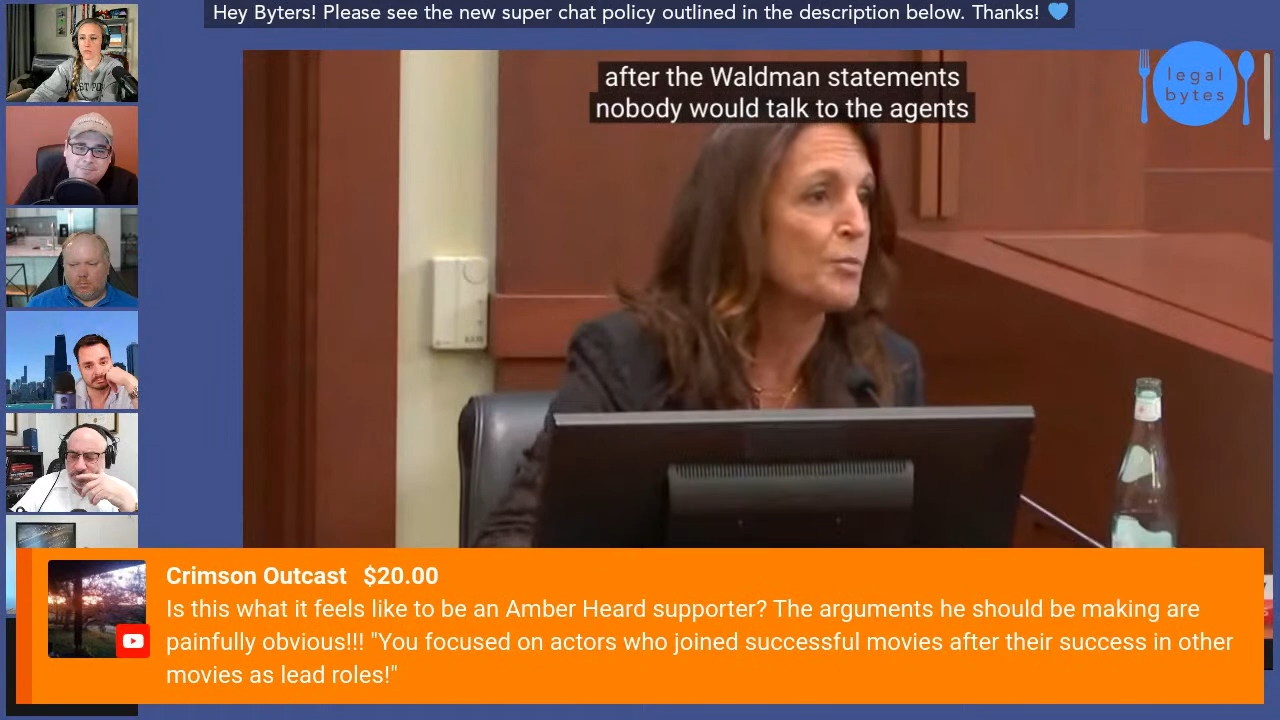 Hey Byters! Please see the new super chat policy outlined in the description below. Thanks! 💙
legal
bytes
after the Waldman statements
nobody would talk to the agents
Crimson Outcast $20.00
Is this what it feels like to be an Amber Heard supporter? The arguments he should be making are
painfully obvious!!! "You focused on actors who joined successful movies after their success in other
movies as lead roles!"